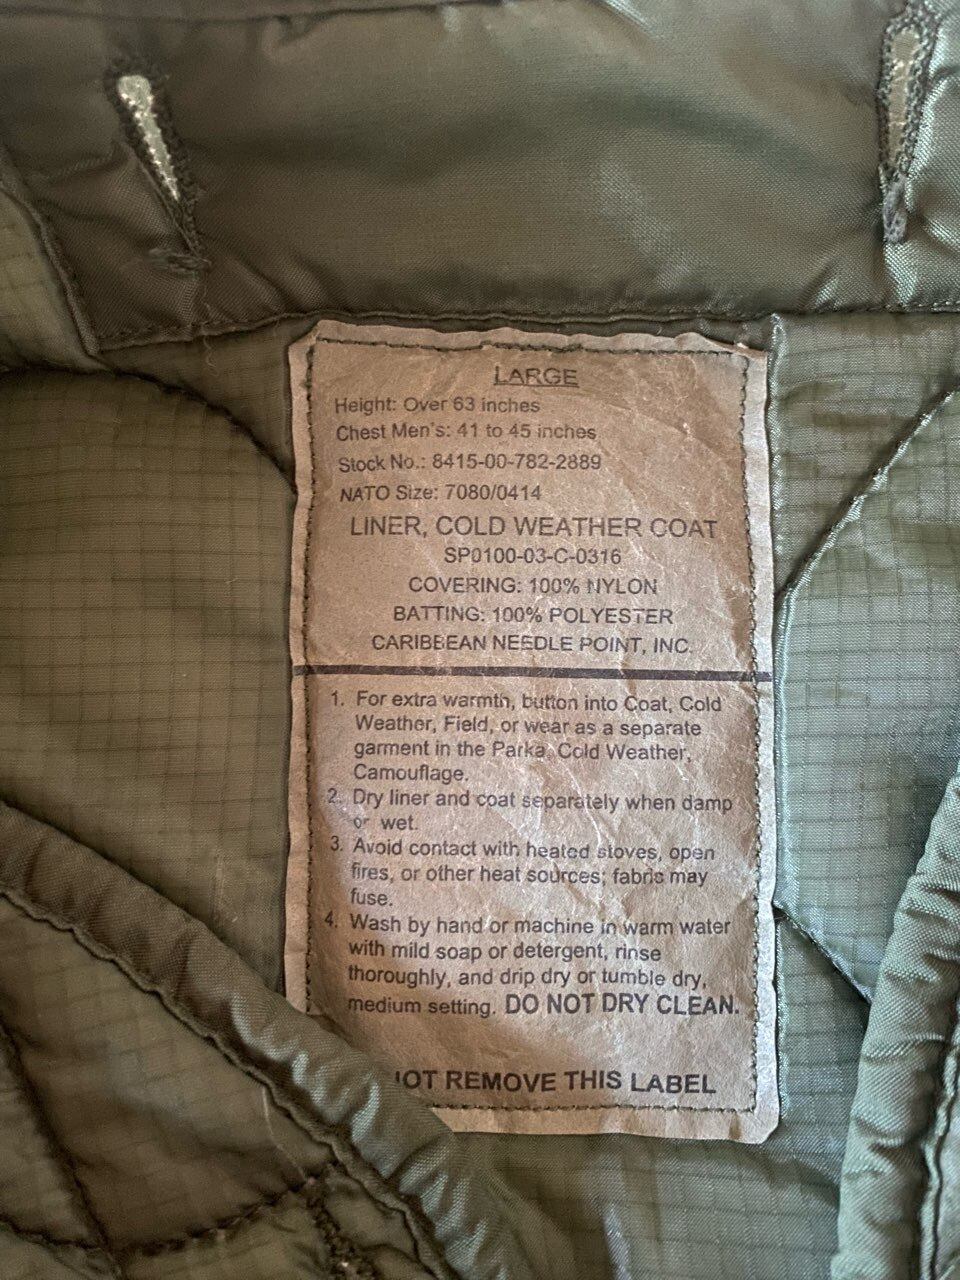 LARGE
Height: Over 63 inches
Chest Men's: 41 to 45 inches
Stock No.: 8415-00-782-2889
NATO Size: 7080/0414
LINER, COLD WEATHER COAT
SP0100-03-C-0316
COVERING: 100% NYLON
BATTING: 100% POLYESTER
CARIBBEAN NEEDLE POINT, INC.
1. For extra warmth, button into Coat, Cold
Weather, Field, or wear as a separate
garment in the Parka, Cold Weather,
Camouflage.
2. Dry liner and coat separately when damp
or wet.
3. Avoid contact with heated stoves, open
fires, or other heat sources; fabric may
fuse.
4. Wash by hand or machine in warm water
with mild soap or detergent, rinse
thoroughly, and drip dry or tumble dry,
medium setting. DO NOT DRY CLEAN.
OT REMOVE THIS LABEL